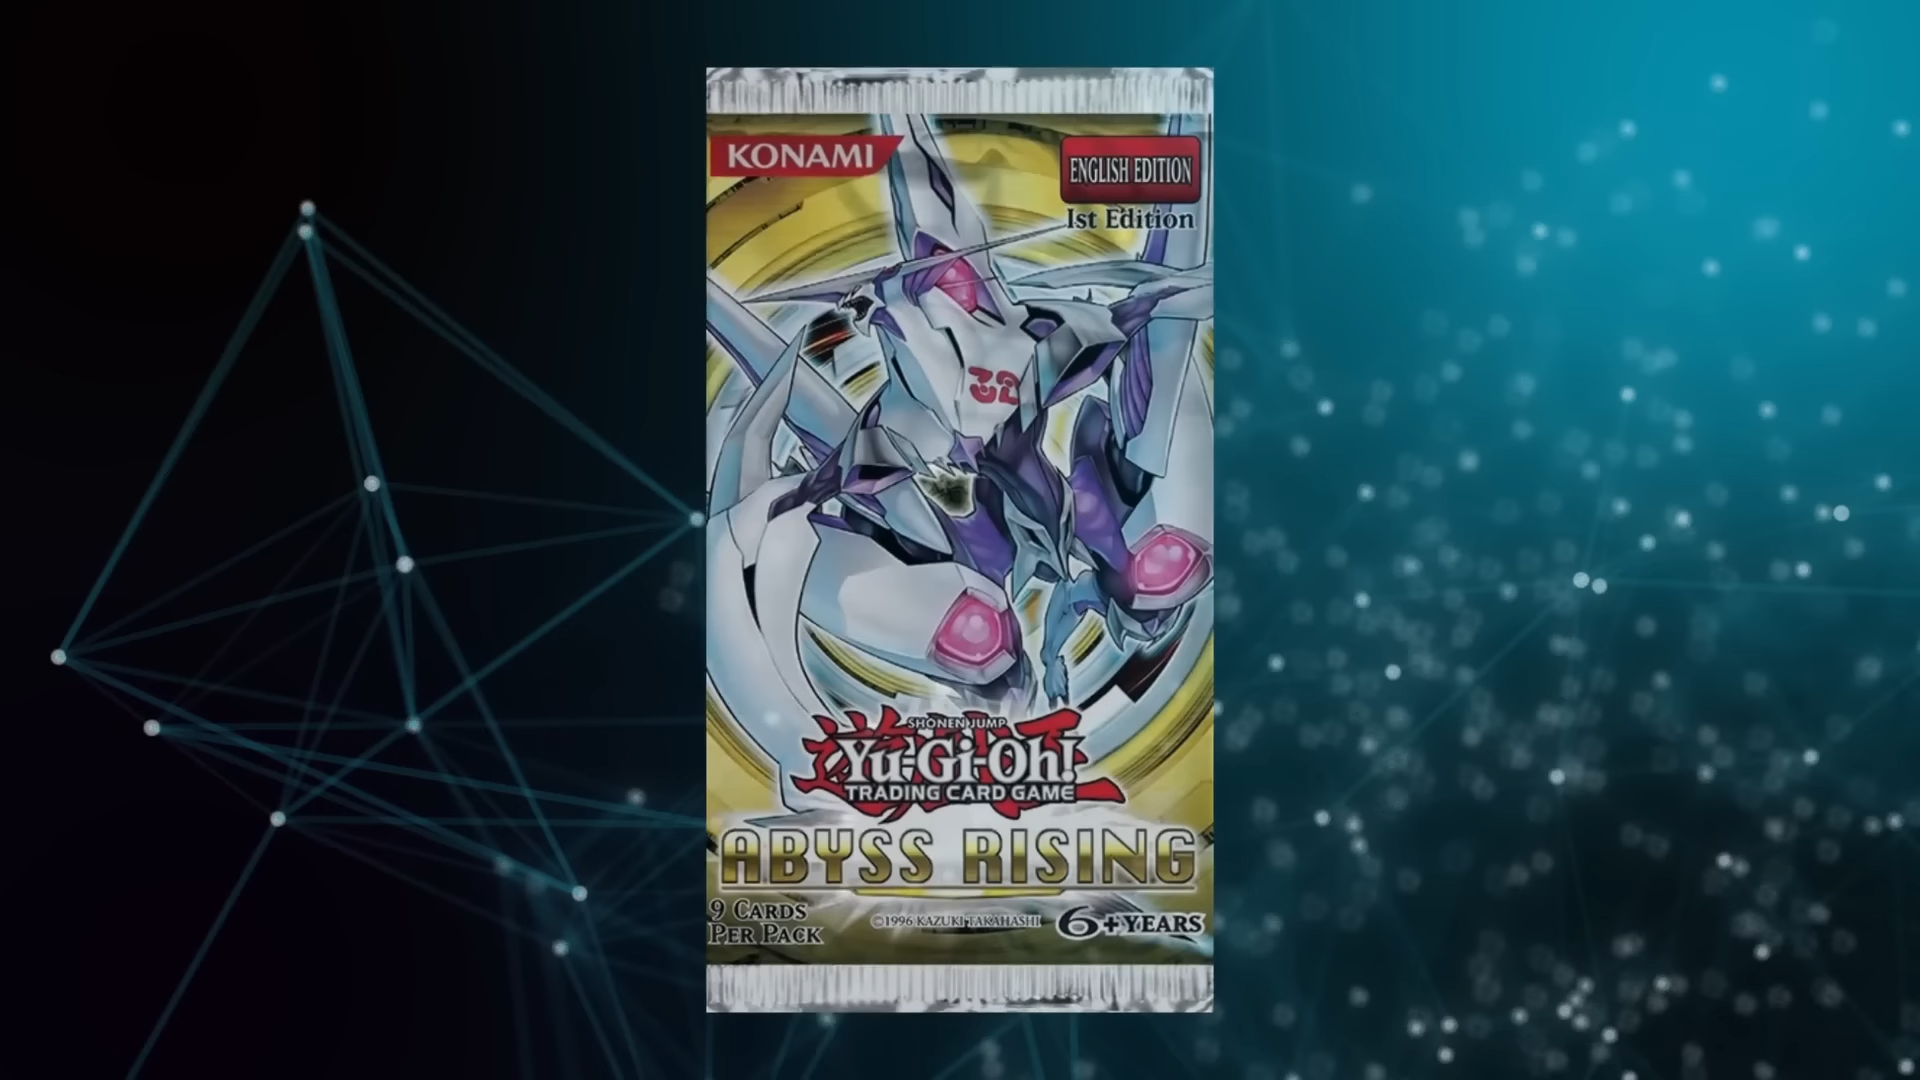 KONAMI
ENGLISH EDITION
1st Edition
32
SHONEN JUMP
Yu-Gi-Oh!
TRADING CARD GAME
ABYSS RISING
9 CARDS
PER PACK
©1996 KAZUKI TAKAHASHI
6+YEARS